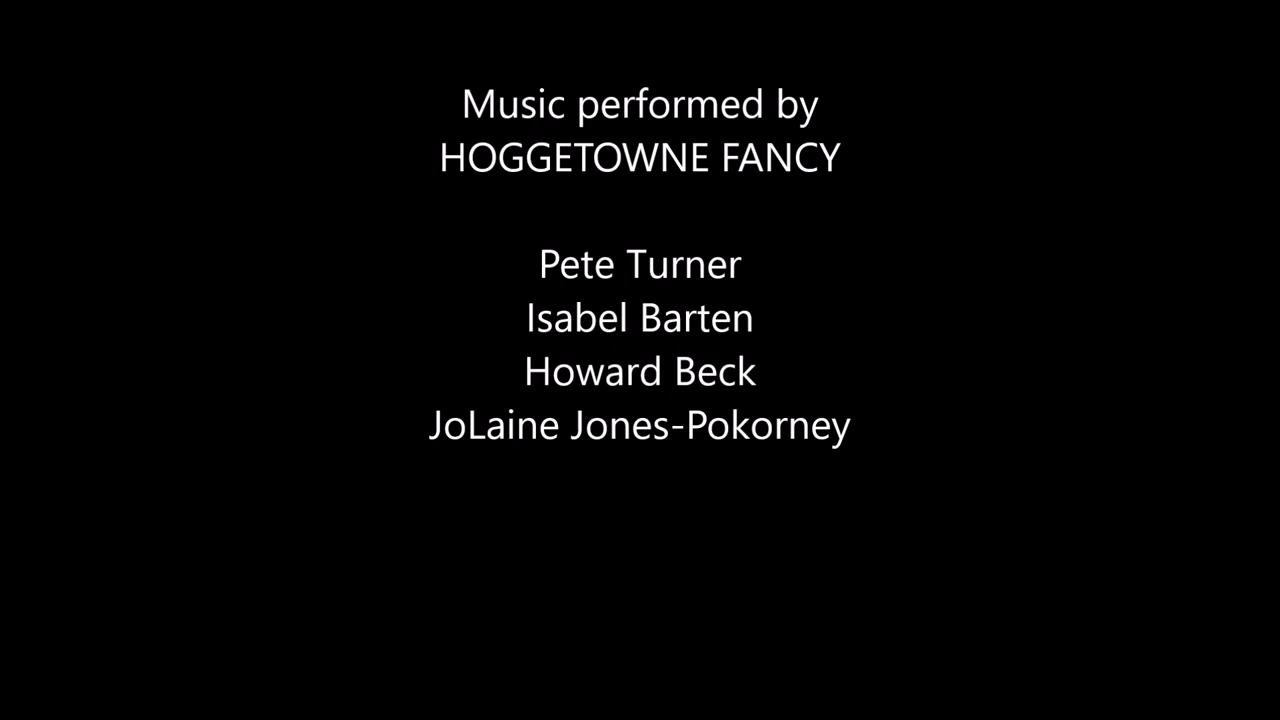 Music performed by
HOGGETOWNE FANCY
Pete Turner
Isabel Barten
Howard Beck
JoLaine Jones-Pokorney